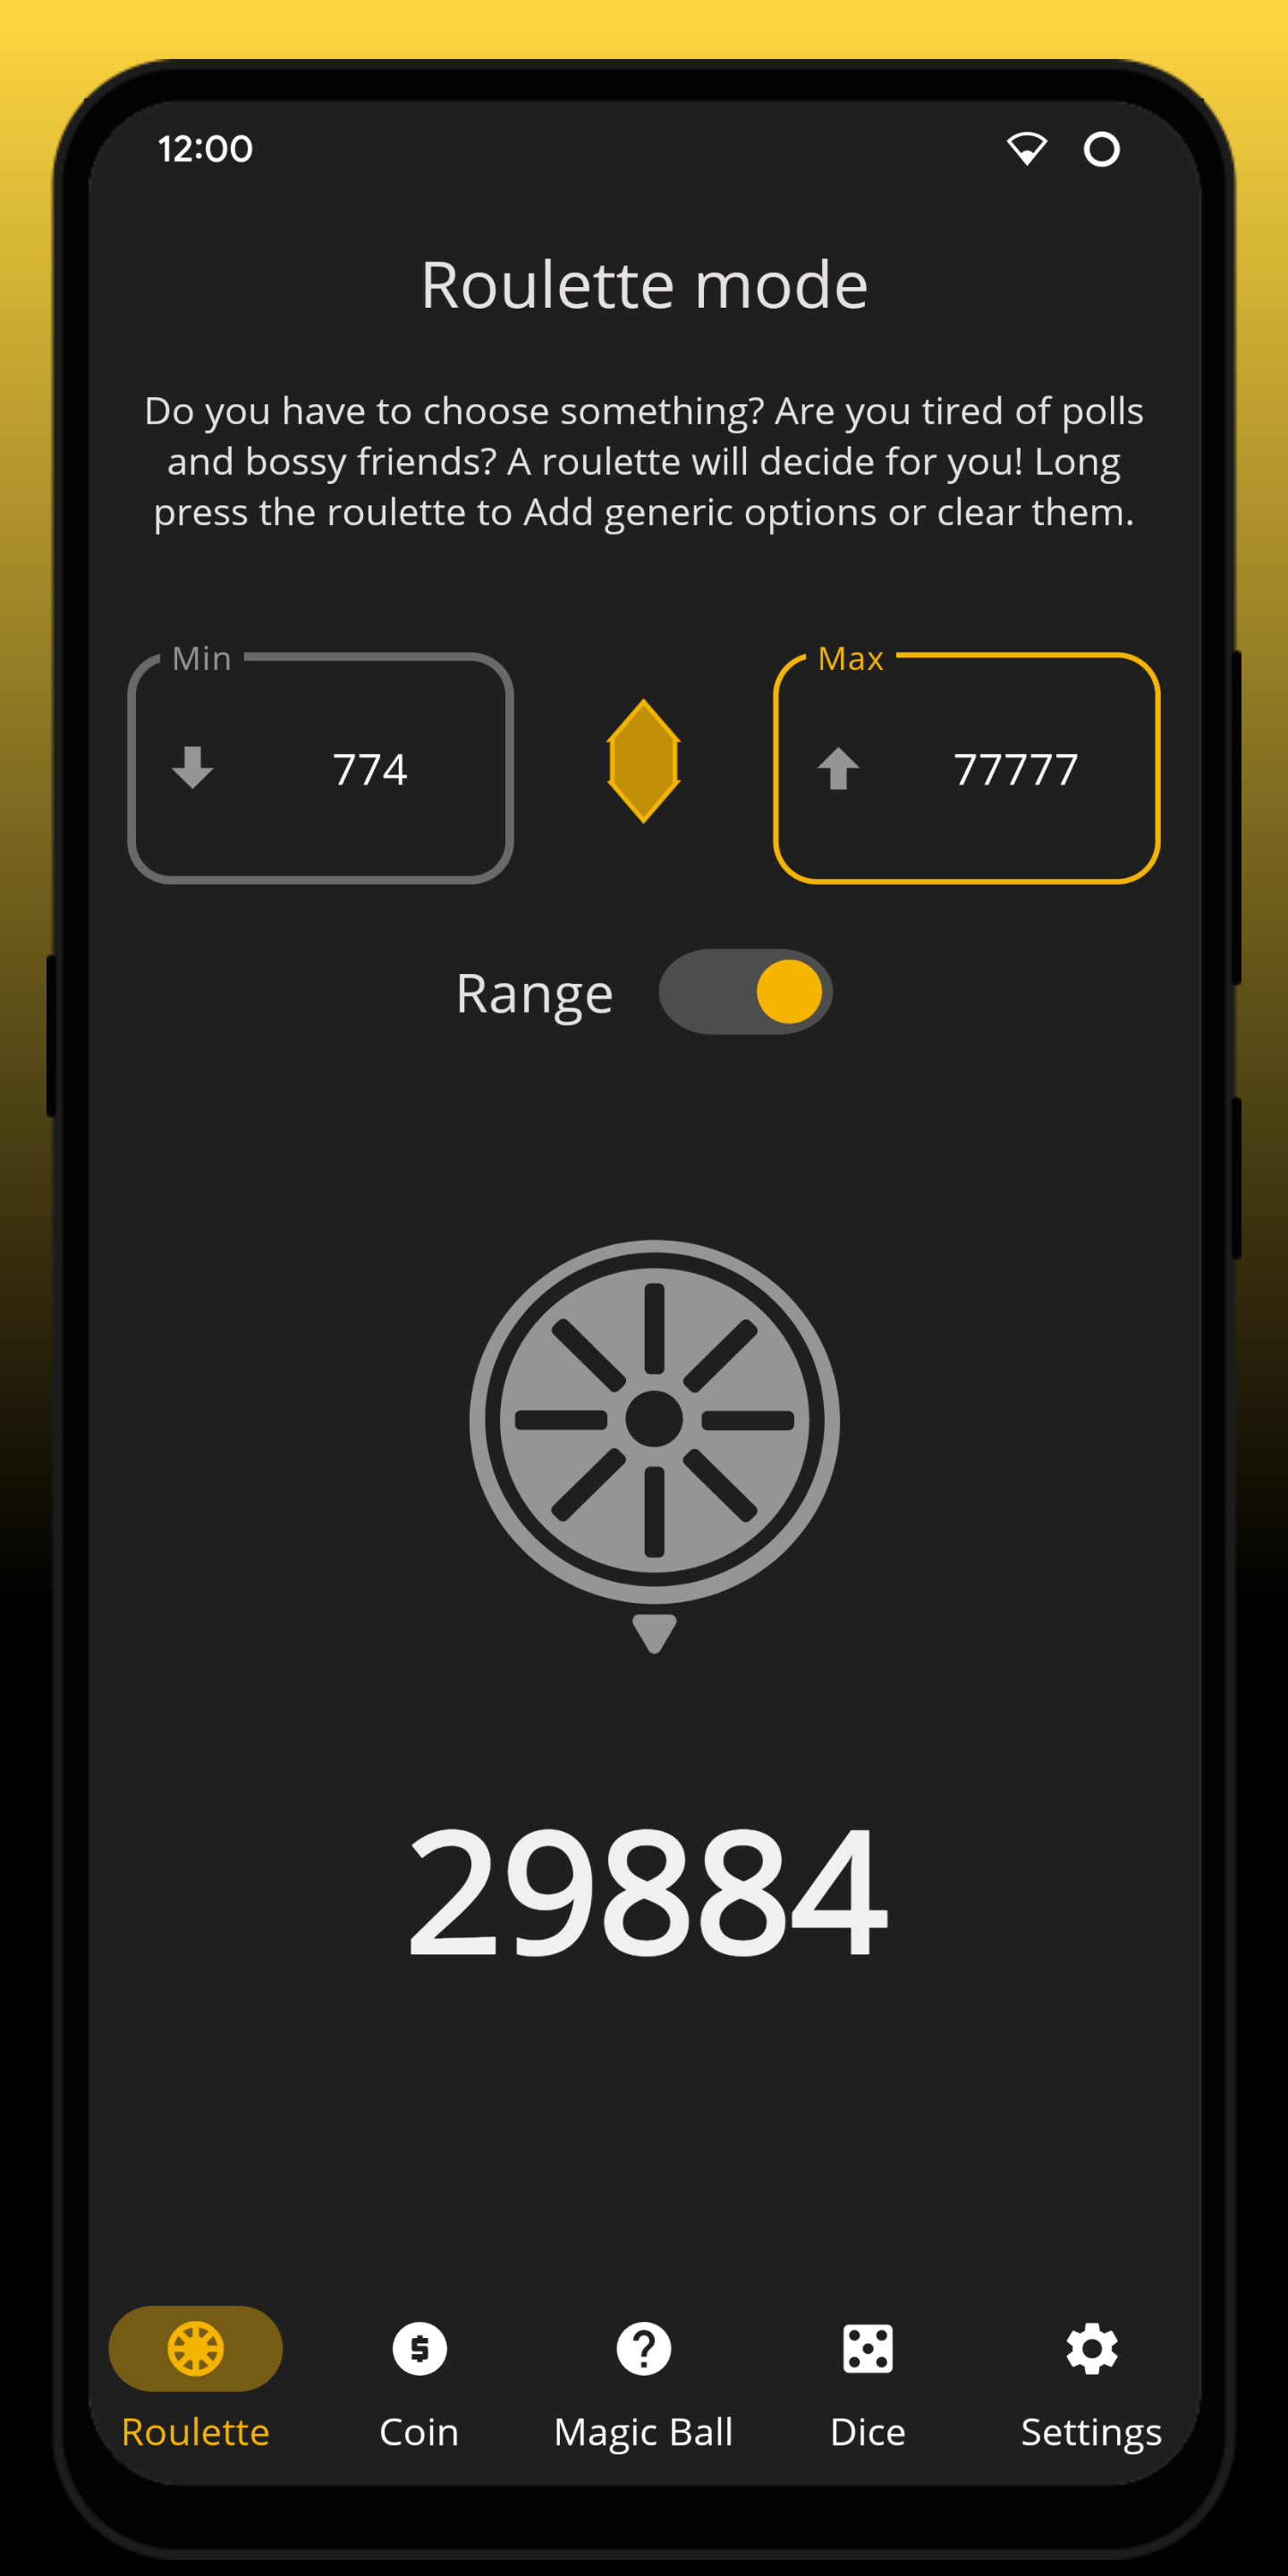 12:00
Roulette mode
Do you have to choose something? Are you tired of polls
and bossy friends? A roulette will decide for you! Long
press the roulette to Add generic options or clear them.
Min
774
Max
77777
Range
29884
Roulette
Coin
Magic Ball
Dice
Settings